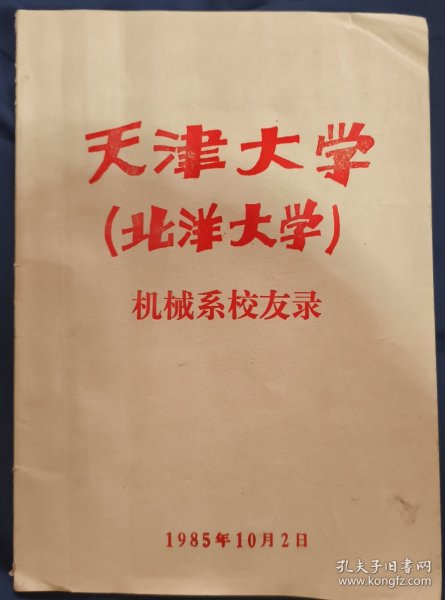 天津大学
(北洋大学)
机械系校友录
1985年10月2日
孔夫子旧书网
www.kongfz.com